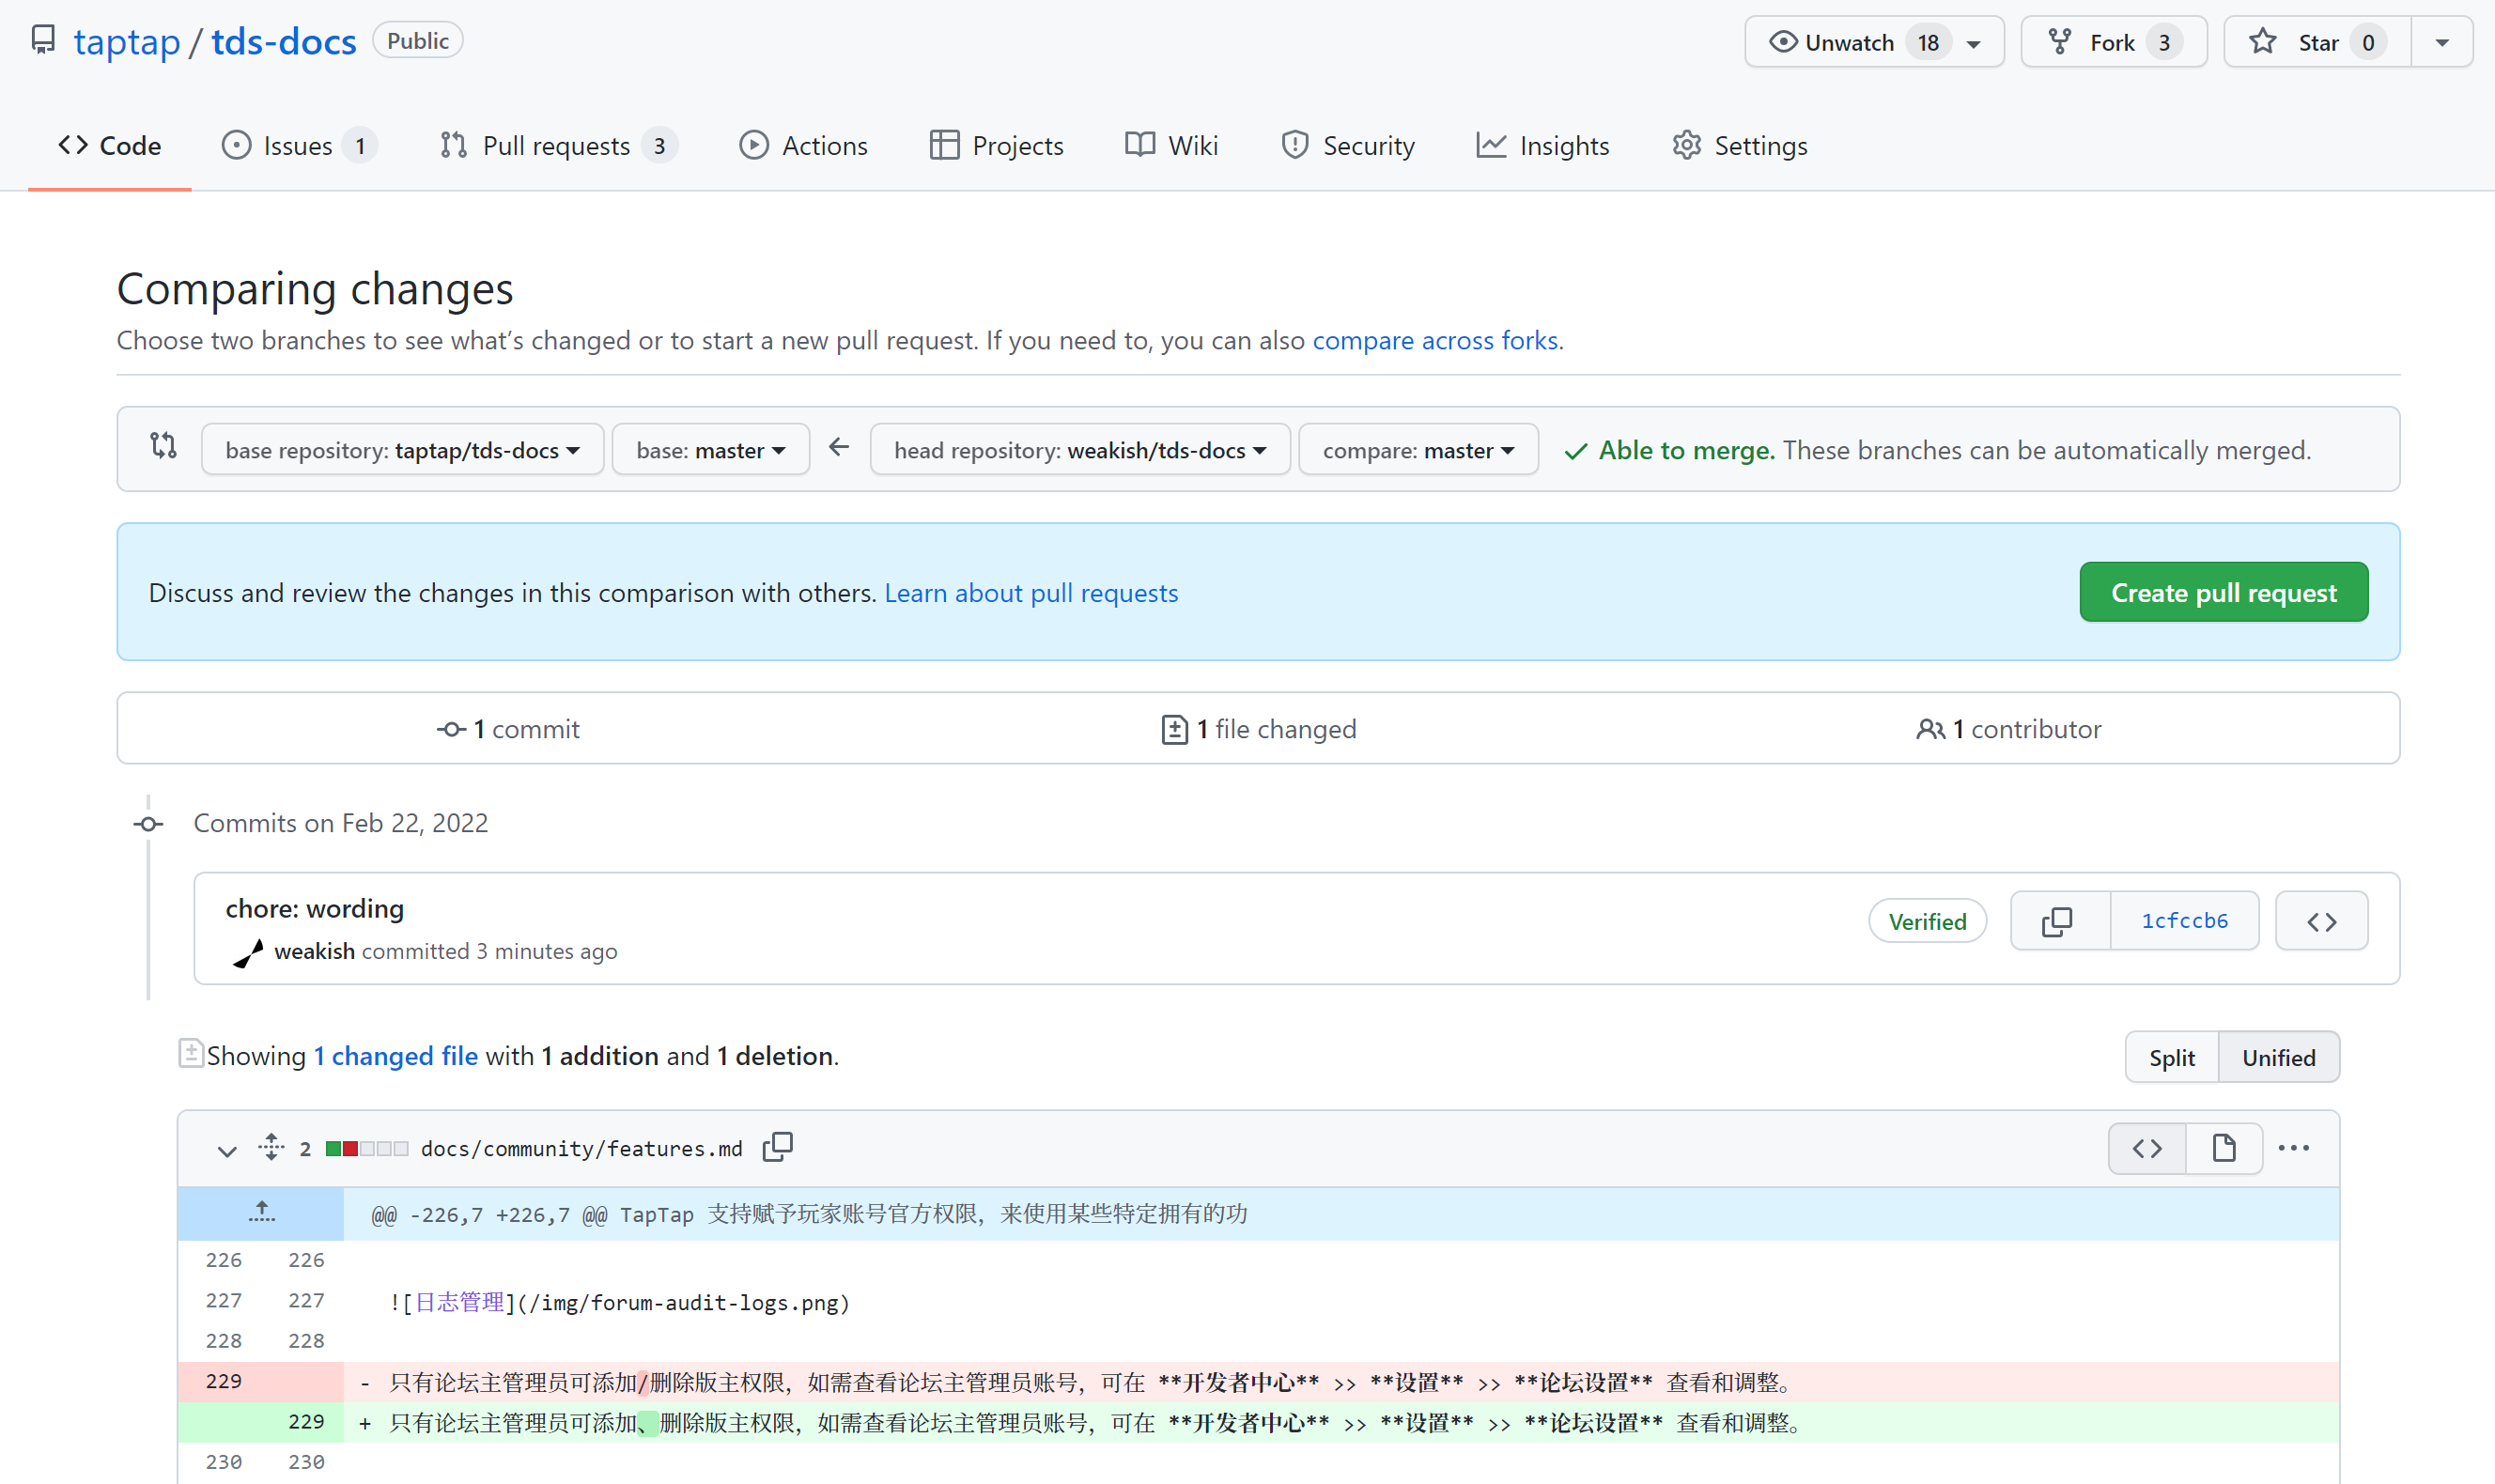 taptap / tds-docs Public Unwatch 18 Fork 3 Star 0
Code Issues 1 Pull requests 3 Actions Projects Wiki Security Insights Settings
Comparing changes
Choose two branches to see what’s changed or to start a new pull request. If you need to, you can also compare across forks.
base repository: taptap/tds-docs base: master ← head repository: weakish/tds-docs compare: master ✓ Able to merge. These branches can be automatically merged.
Discuss and review the changes in this comparison with others. Learn about pull requests Create pull request
1 commit 1 file changed 1 contributor
Commits on Feb 22, 2022
chore: wording
weakish committed 3 minutes ago Verified 1cfccb6
Showing 1 changed file with 1 addition and 1 deletion. Split Unified
2 docs/community/features.md
@@ -226,7 +226,7 @@ TapTap 支持赋予玩家账号官方权限，来使用某些特定拥有的功
226 226
227 227 ![日志管理](/img/forum-audit-logs.png)
228 228
229 - 只有论坛主管理员可添加/删除版主权限，如需查看论坛主管理员账号，可在 **开发者中心** >> **设置** >> **论坛设置** 查看和调整。
229 + 只有论坛主管理员可添加、删除版主权限，如需查看论坛主管理员账号，可在 **开发者中心** >> **设置** >> **论坛设置** 查看和调整。
230 230